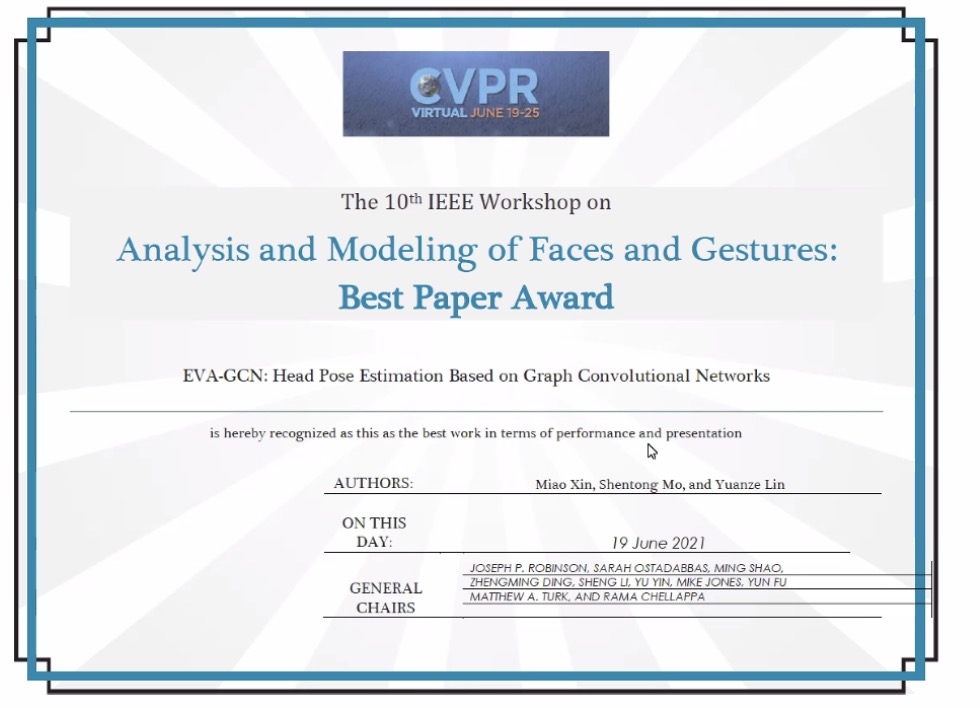 CVPR
VIRTUAL JUNE 19-25
The 10th IEEE Workshop on
Analysis and Modeling of Faces and Gestures:
Best Paper Award
EVA-GCN: Head Pose Estimation Based on Graph Convolutional Networks
is hereby recognized as this as the best work in terms of performance and presentation
AUTHORS: Miao Xin, Shentong Mo, and Yuanze Lin
ON THIS
DAY: 19 June 2021
JOSEPH P. ROBINSON, SARAH OSTADABBAS, MING SHAO,
ZHENGMING DING, SHENG LI, YU YIN, MIKE JONES, YUN FU
MATTHEW A. TURK, AND RAMA CHELLAPPA
GENERAL
CHAIRS